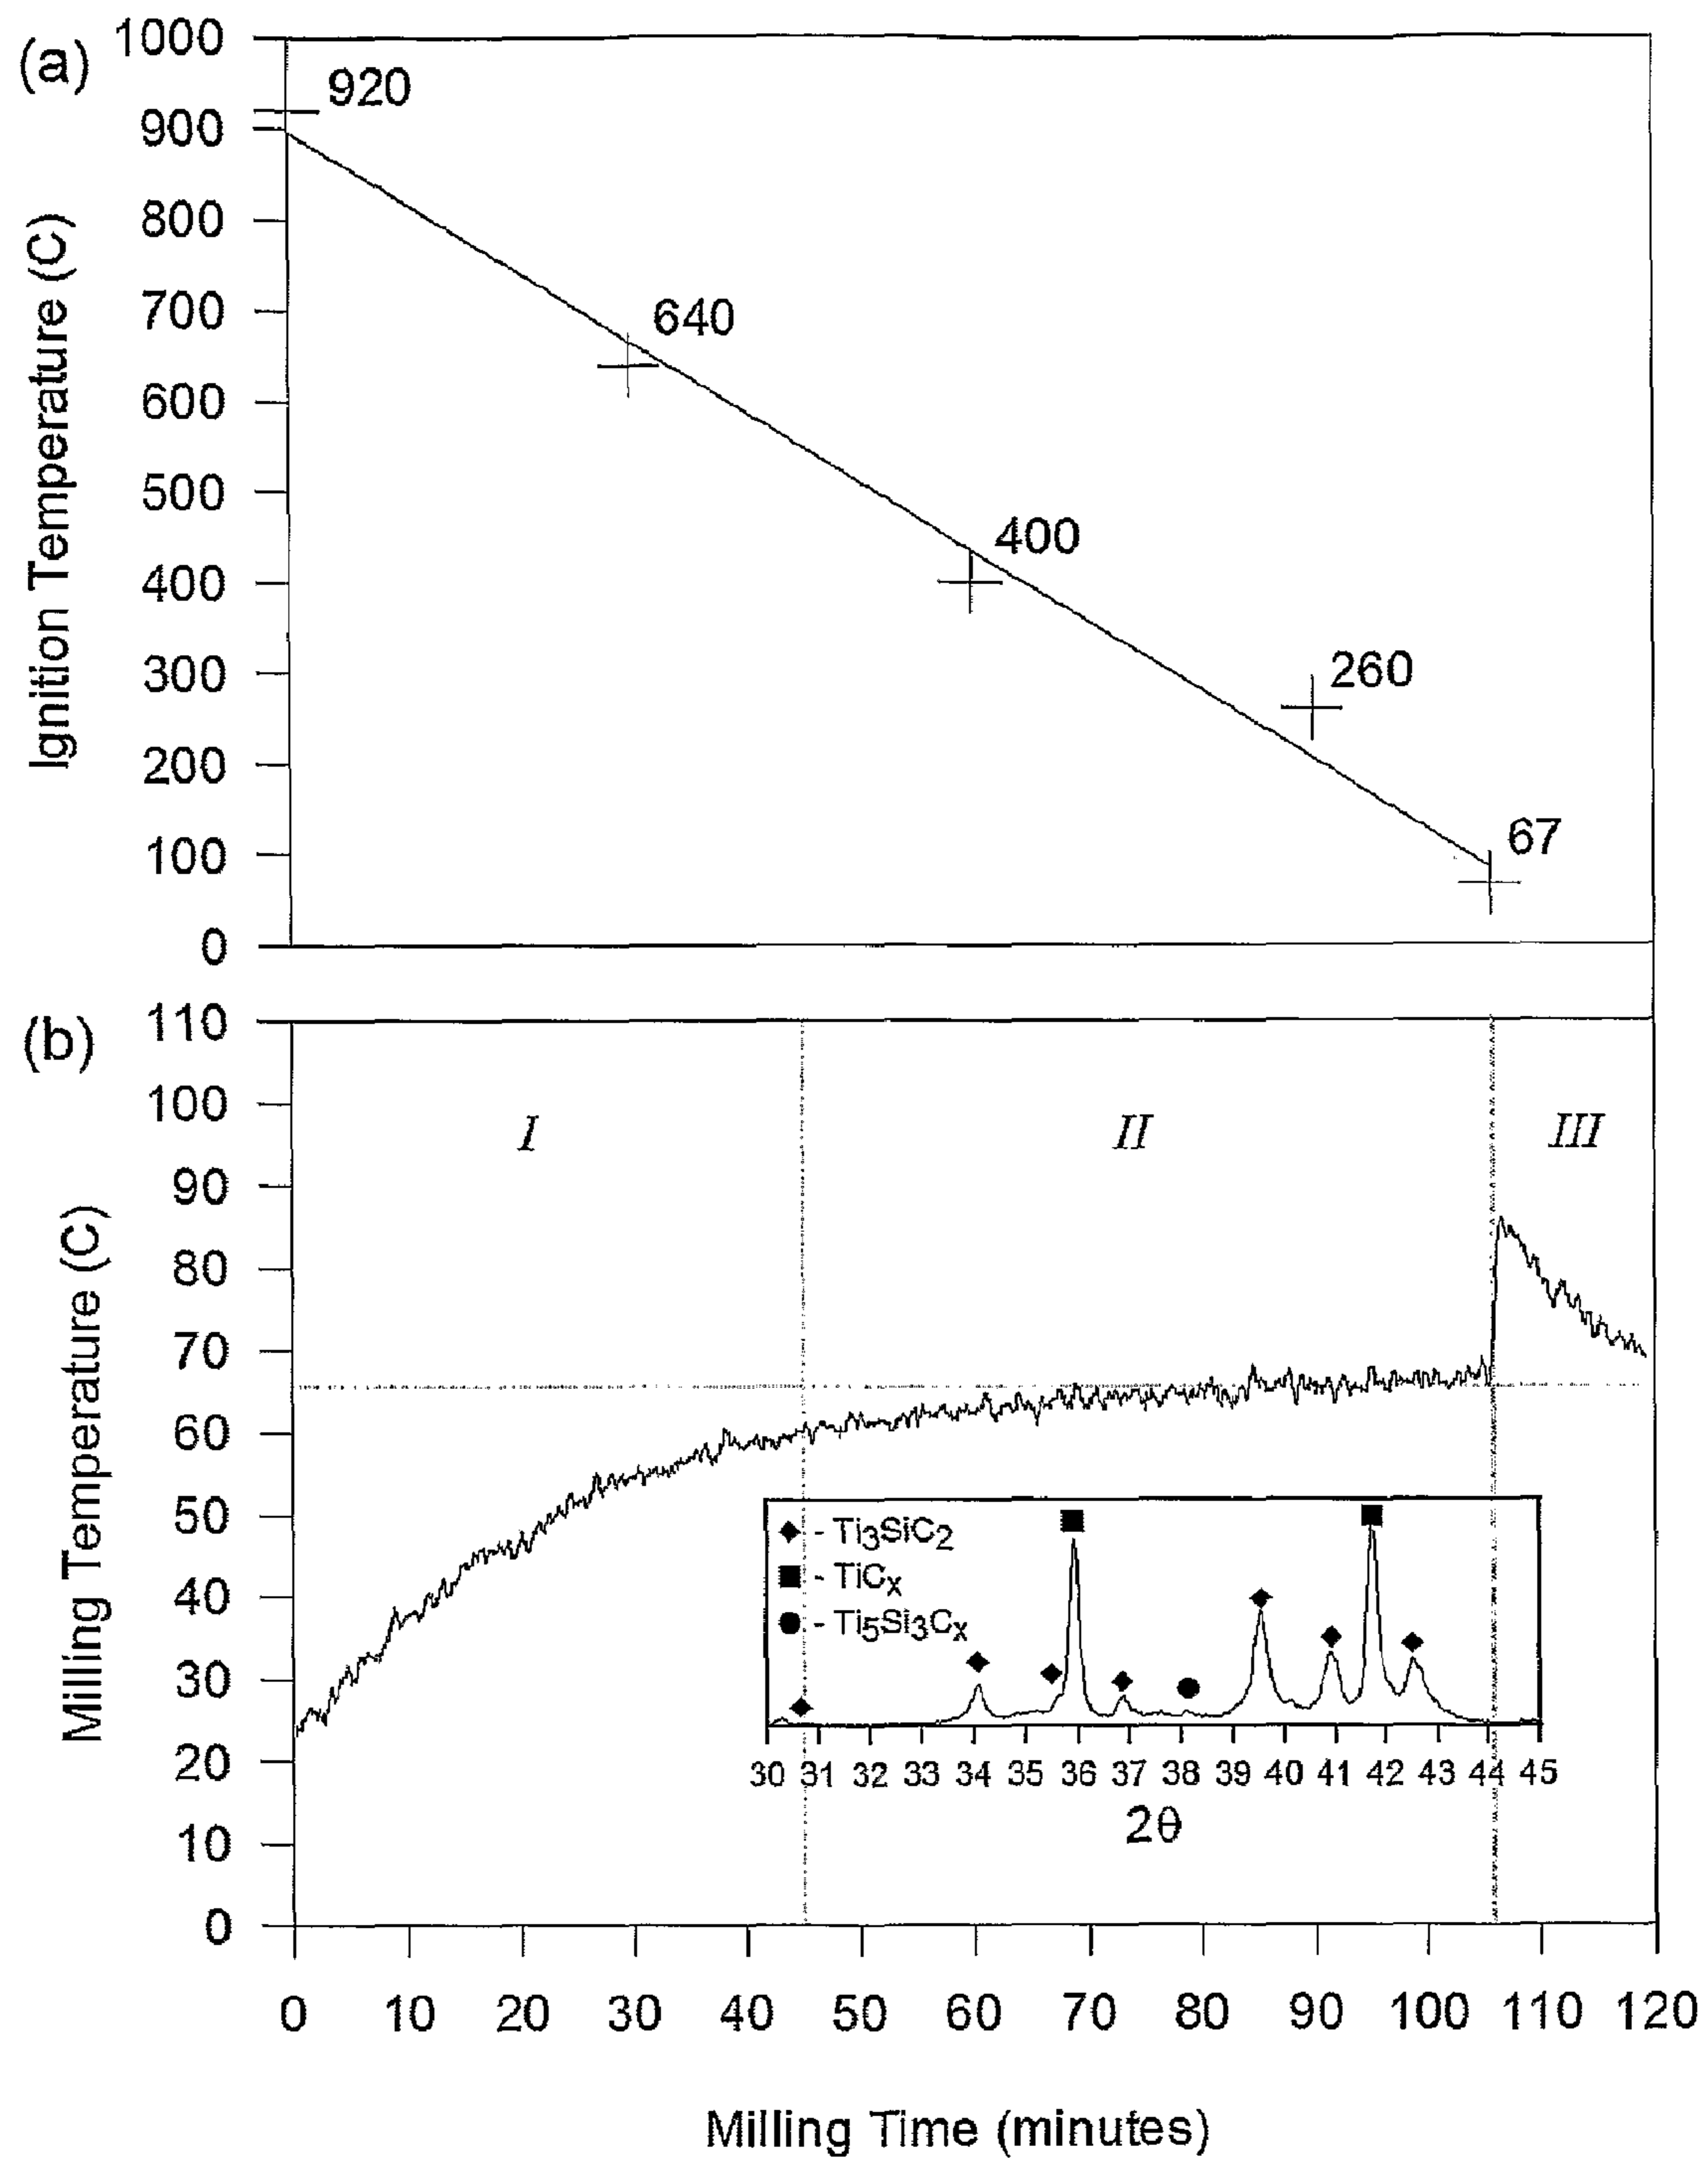 (a)
1000
900
800
700
600
500
400
300
200
100
0
Ignition Temperature (C)
920
640
400
260
67
(b)
110
100
90
80
70
60
50
40
30
20
10
0
Milling Temperature (C)
I II III
◆ - Ti3SiC2
■ - TiCx
● - Ti5Si3Cx
30 31 32 33 34 35 36 37 38 39 40 41 42 43 44 45
2θ
0 10 20 30 40 50 60 70 80 90 100 110 120
Milling Time (minutes)